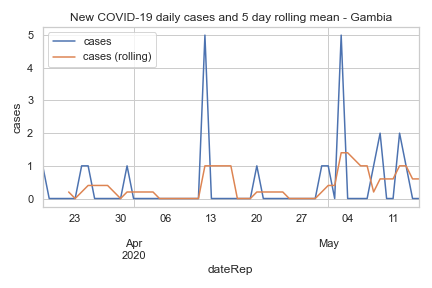 New COVID-19 daily cases and 5 day rolling mean - Gambia
cases
cases (rolling)
cases
5
4
3
2
1
0
23 30 06 13 20 27 04 11
Apr May
2020
dateRep